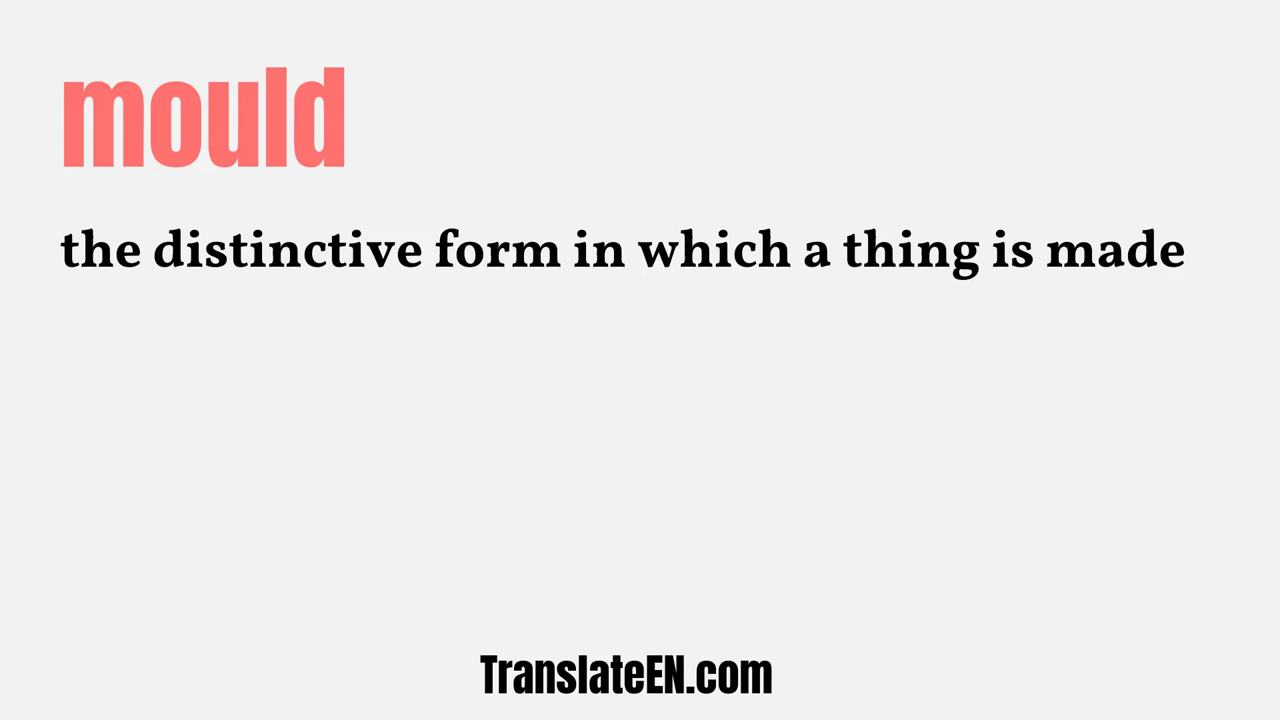 mould
the distinctive form in which a thing is made
TranslateEN.com